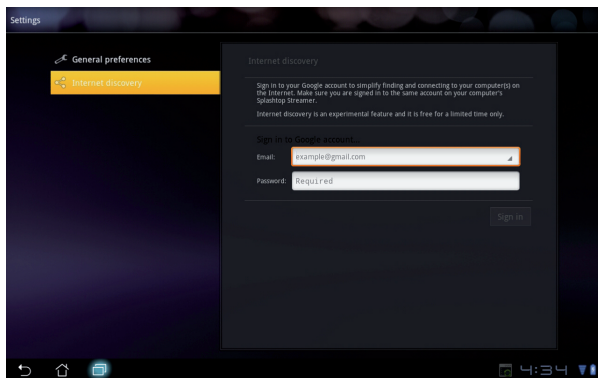 Settings
General preferences
Internet discovery
Internet discovery
Sign in to your Google account to simplify finding and connecting to your computer(s) on
the Internet. Make sure you are signed in to the same account on your computer's
Splashtop Streamer.
Internet discovery is an experimental feature and it is free for a limited time only.
Sign in to Google account...
Email: example@gmail.com
Password: Required
Sign in
4:34